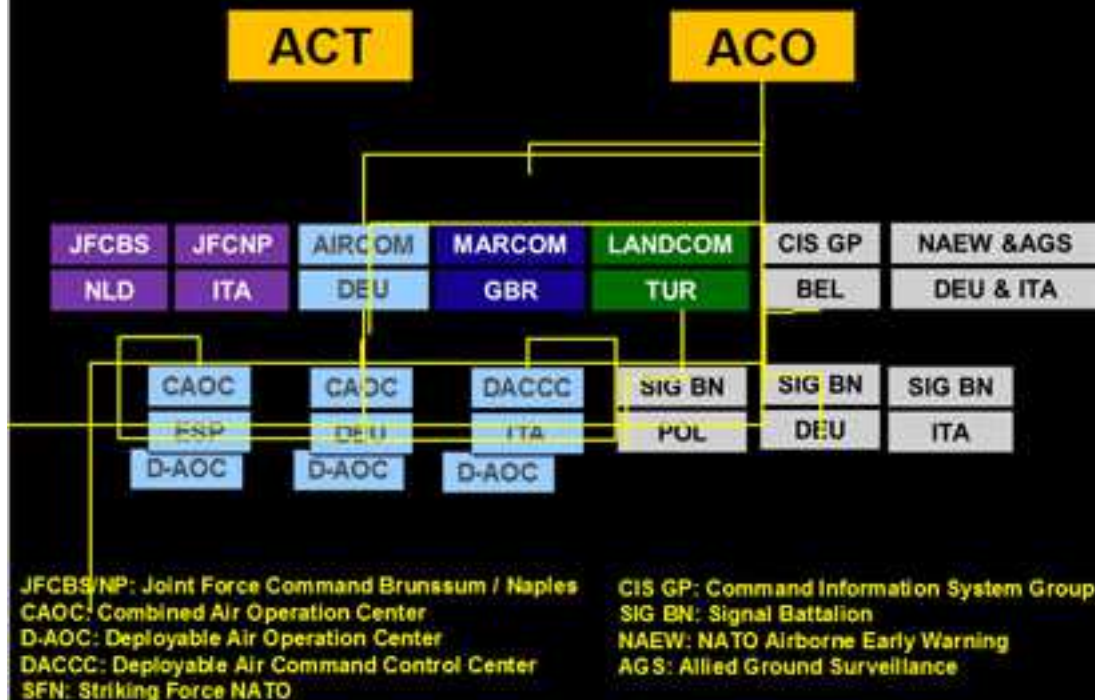 ACT ACO
JFCBS JFCNP AIRCOM MARCOM LANDCOM CIS GP NAEW &AGS
NLD ITA DEU GBR TUR BEL DEU & ITA
CAOC CAOC DACCC SIG BN SIG BN SIG BN
ESP DEU ITA POL DEU ITA
D-AOC D-AOC D-AOC
JFCBS/NP: Joint Force Command Brunssum / Naples
CAOC: Combined Air Operation Center
D-AOC: Deployable Air Operation Center
DACCC: Deployable Air Command Control Center
SFN: Striking Force NATO
CIS GP: Command Information System Group
SIG BN: Signal Battalion
NAEW: NATO Airborne Early Warning
AGS: Allied Ground Surveillance